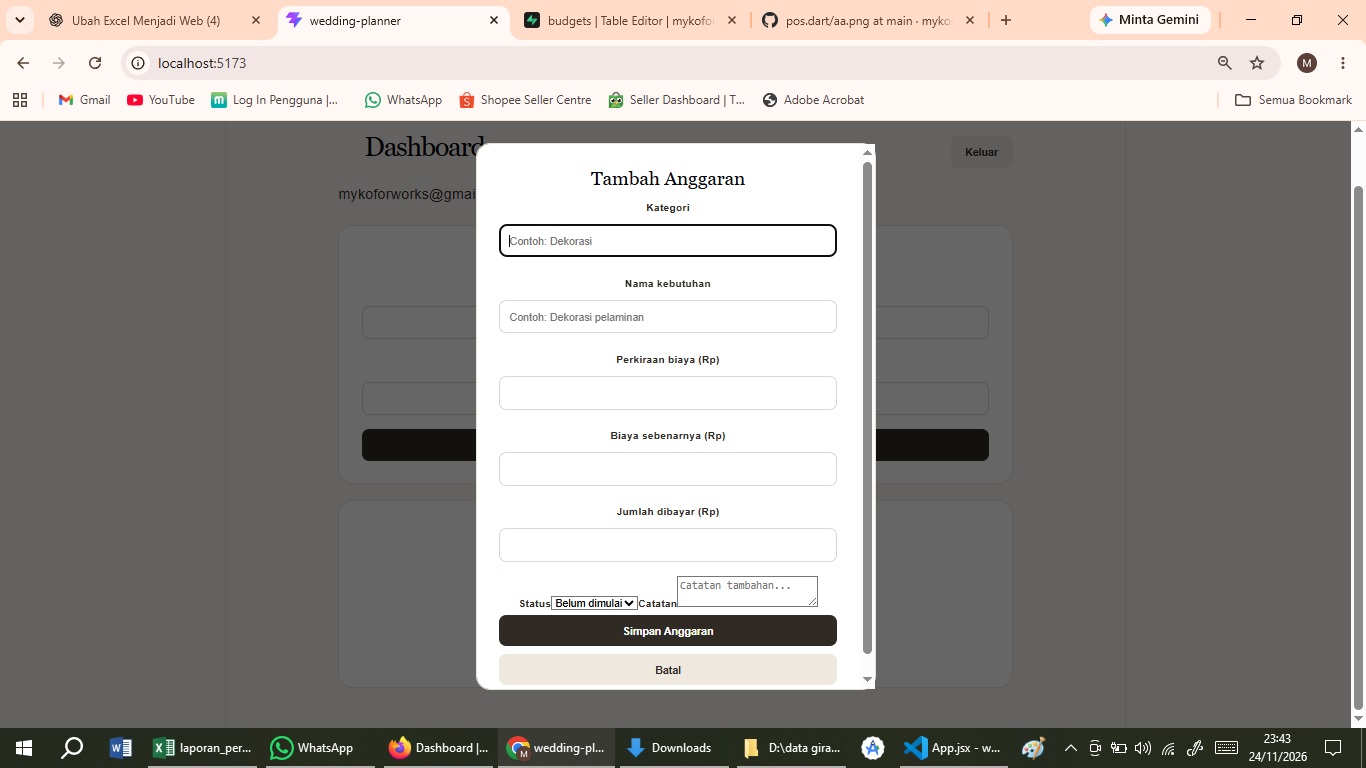 Ubah Excel Menjadi Web (4)
wedding-planner
budgets | Table Editor | mykofo
pos.dart/aa.png at main · myko
Minta Gemini
localhost:5173
M
Gmail
YouTube
Log In Pengguna |...
WhatsApp
Shopee Seller Centre
Seller Dashboard | T...
Adobe Acrobat
Semua Bookmark
Dashboard
Keluar
mykoforworks@gmai
Tambah Anggaran
Kategori
Contoh: Dekorasi
Nama kebutuhan
Contoh: Dekorasi pelaminan
Perkiraan biaya (Rp)
Biaya sebenarnya (Rp)
Jumlah dibayar (Rp)
Status Belum dimulai Catatan Catatan tambahan...
Simpan Anggaran
Batal
laporan_per...
WhatsApp
Dashboard |...
wedding-pl...
Downloads
D:\data gira...
App.jsx - w...
23:43
24/11/2026